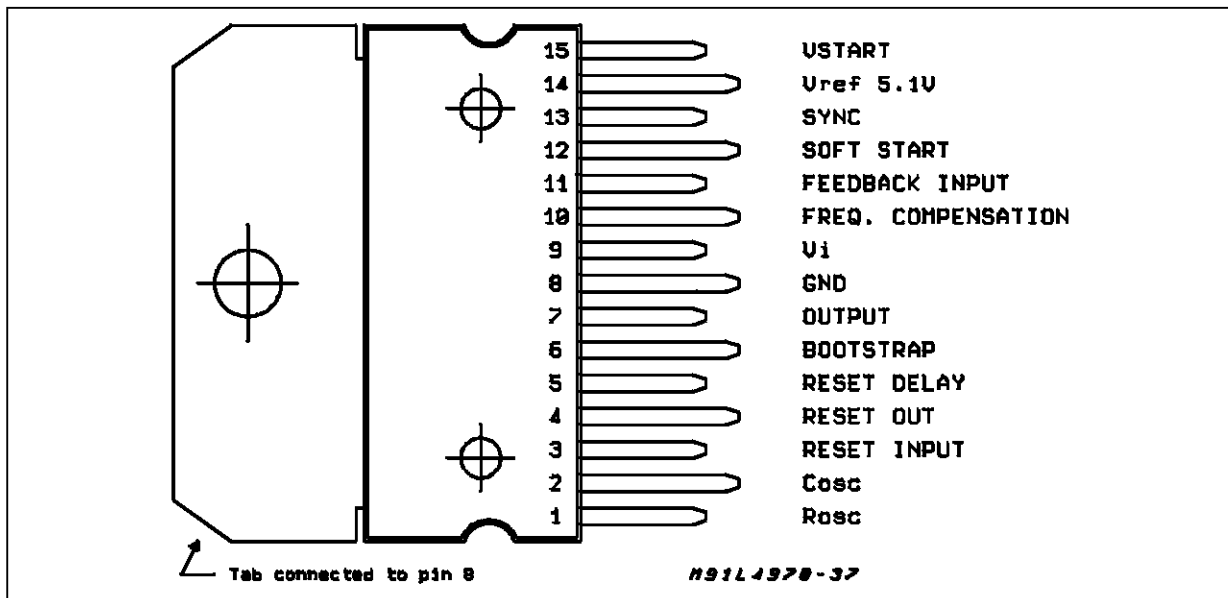 15 VSTART
14 Vref 5.1V
13 SYNC
12 SOFT START
11 FEEDBACK INPUT
10 FREQ. COMPENSATION
9 Vi
8 GND
7 OUTPUT
6 BOOTSTRAP
5 RESET DELAY
4 RESET OUT
3 RESET INPUT
2 Cosc
1 Rosc
Tab connected to pin 8
M91L4970-37